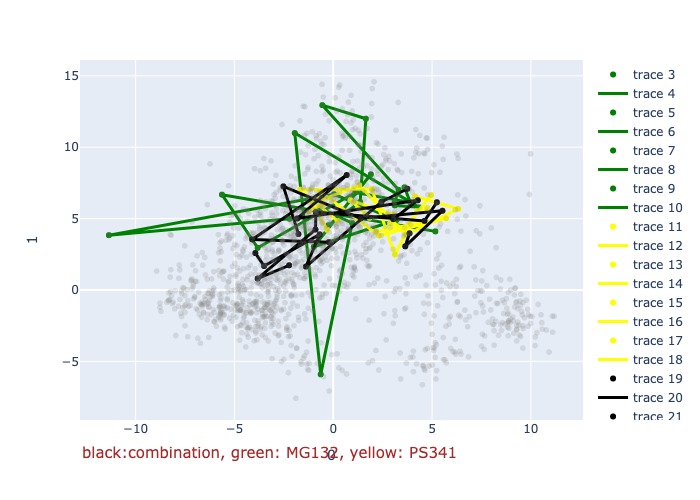 15
10
5
0
−5
1
−10
−5
0
5
10
0
black:combination, green: MG132, yellow: PS341
trace 3
trace 4
trace 5
trace 6
trace 7
trace 8
trace 9
trace 10
trace 11
trace 12
trace 13
trace 14
trace 15
trace 16
trace 17
trace 18
trace 19
trace 20
trace 21